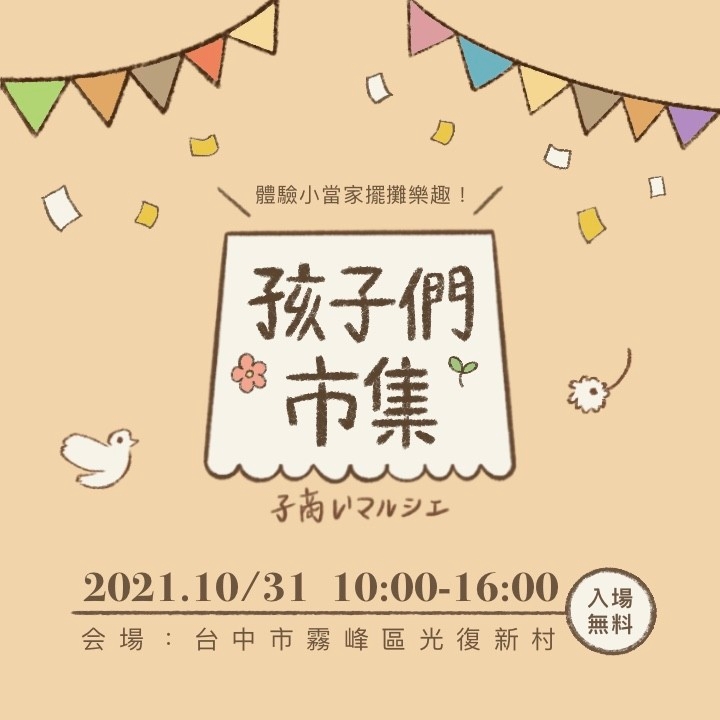 體驗小當家擺攤樂趣！
孩子們
市集
子商いマルシェ
2021.10/31 10:00-16:00
会場：台中市霧峰區光復新村
入場
無料